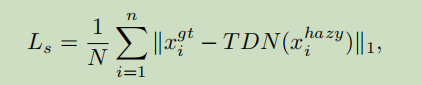 L_s = \frac{1}{N} \sum_{i=1}^{n} \| x_i^{gt} - TDN(x_i^{hazy}) \|_1,